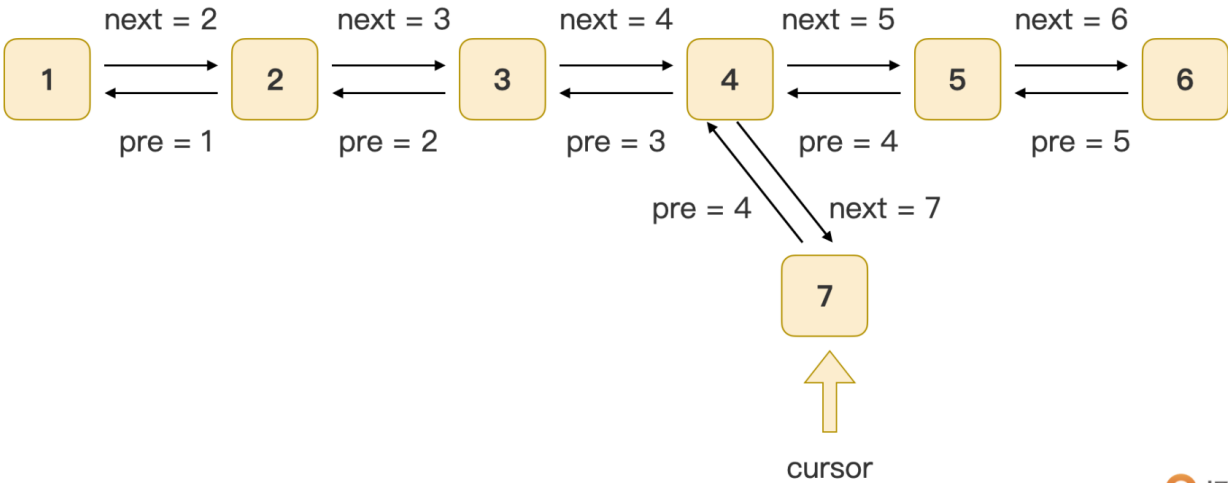 next = 2 next = 3 next = 4 next = 5 next = 6
1 2 3 4 5 6
pre = 1 pre = 2 pre = 3 pre = 4 pre = 5
pre = 4 next = 7
7
cursor